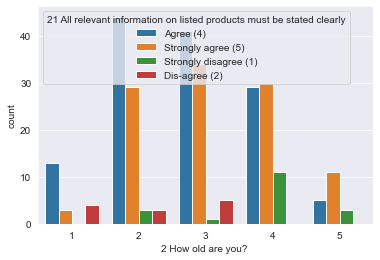 21 All relevant information on listed products must be stated clearly
Agree (4)
Strongly agree (5)
Strongly disagree (1)
Dis-agree (2)
40
30
20
10
0
count
1 2 3 4 5
2 How old are you?